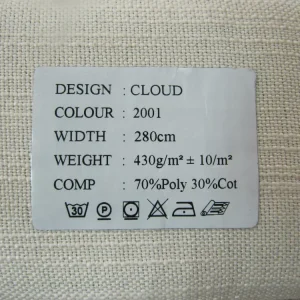 DESIGN : CLOUD
COLOUR : 2001
WIDTH : 280cm
WEIGHT : 430g/m² ± 10/m²
COMP : 70%Poly 30%Cot
30 P